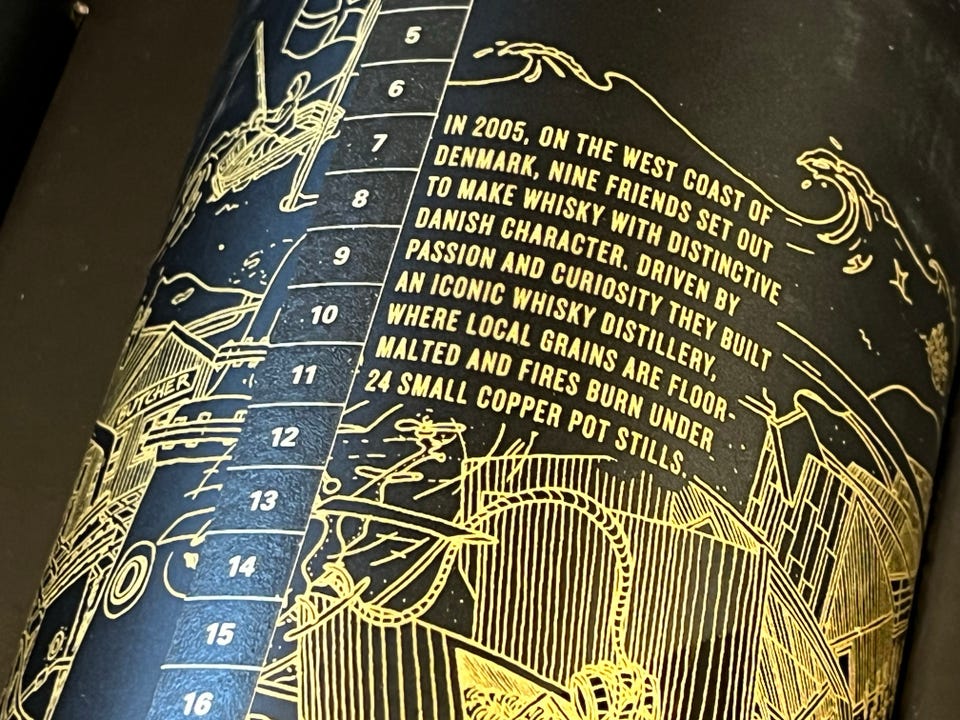 5
6
7
8
9
10
11
12
13
14
15
16
IN 2005, ON THE WEST COAST OF
DENMARK, NINE FRIENDS SET OUT
TO MAKE WHISKY WITH DISTINCTIVE
DANISH CHARACTER. DRIVEN BY
PASSION AND CURIOSITY THEY BUILT
AN ICONIC WHISKY DISTILLERY,
WHERE LOCAL GRAINS ARE FLOOR-
MALTED AND FIRES BURN UNDER
24 SMALL COPPER POT STILLS.
BUTCHER